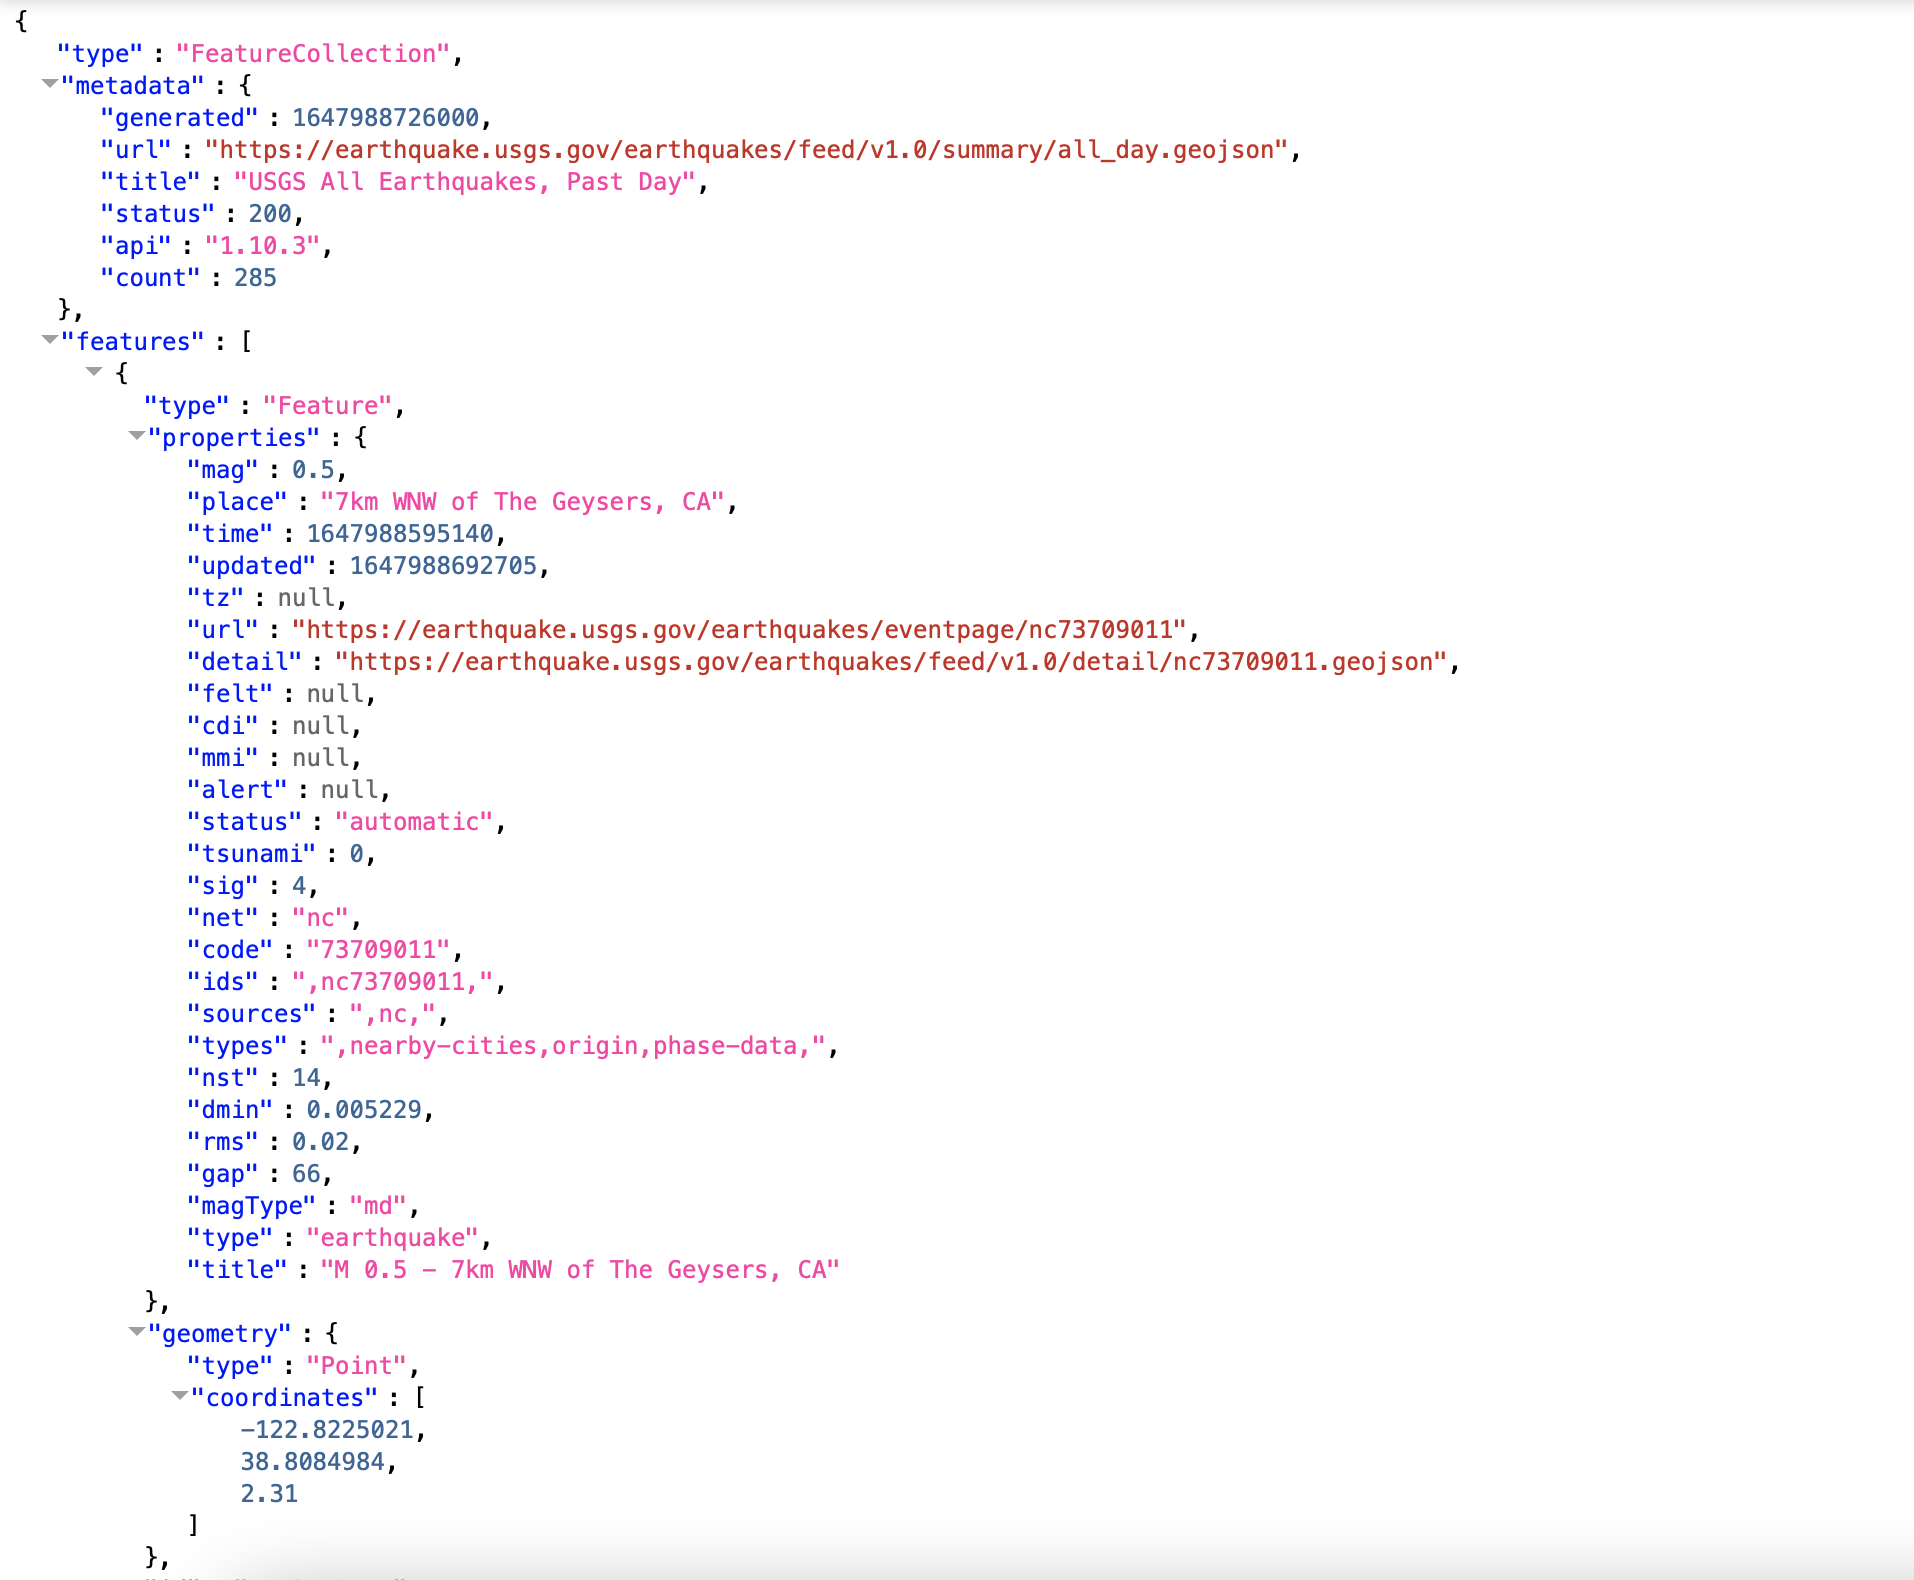 {
"type" : "FeatureCollection",
"metadata" : {
"generated" : 1647988726000,
"url" : "https://earthquake.usgs.gov/earthquakes/feed/v1.0/summary/all_day.geojson",
"title" : "USGS All Earthquakes, Past Day",
"status" : 200,
"api" : "1.10.3",
"count" : 285
},
"features" : [
{
"type" : "Feature",
"properties" : {
"mag" : 0.5,
"place" : "7km WNW of The Geysers, CA",
"time" : 1647988595140,
"updated" : 1647988692705,
"tz" : null,
"url" : "https://earthquake.usgs.gov/earthquakes/eventpage/nc73709011",
"detail" : "https://earthquake.usgs.gov/earthquakes/feed/v1.0/detail/nc73709011.geojson",
"felt" : null,
"cdi" : null,
"mmi" : null,
"alert" : null,
"status" : "automatic",
"tsunami" : 0,
"sig" : 4,
"net" : "nc",
"code" : "73709011",
"ids" : ",nc73709011,",
"sources" : ",nc,",
"types" : ",nearby-cities,origin,phase-data,",
"nst" : 14,
"dmin" : 0.005229,
"rms" : 0.02,
"gap" : 66,
"magType" : "md",
"type" : "earthquake",
"title" : "M 0.5 - 7km WNW of The Geysers, CA"
},
"geometry" : {
"type" : "Point",
"coordinates" : [
-122.8225021,
38.8084984,
2.31
]
},